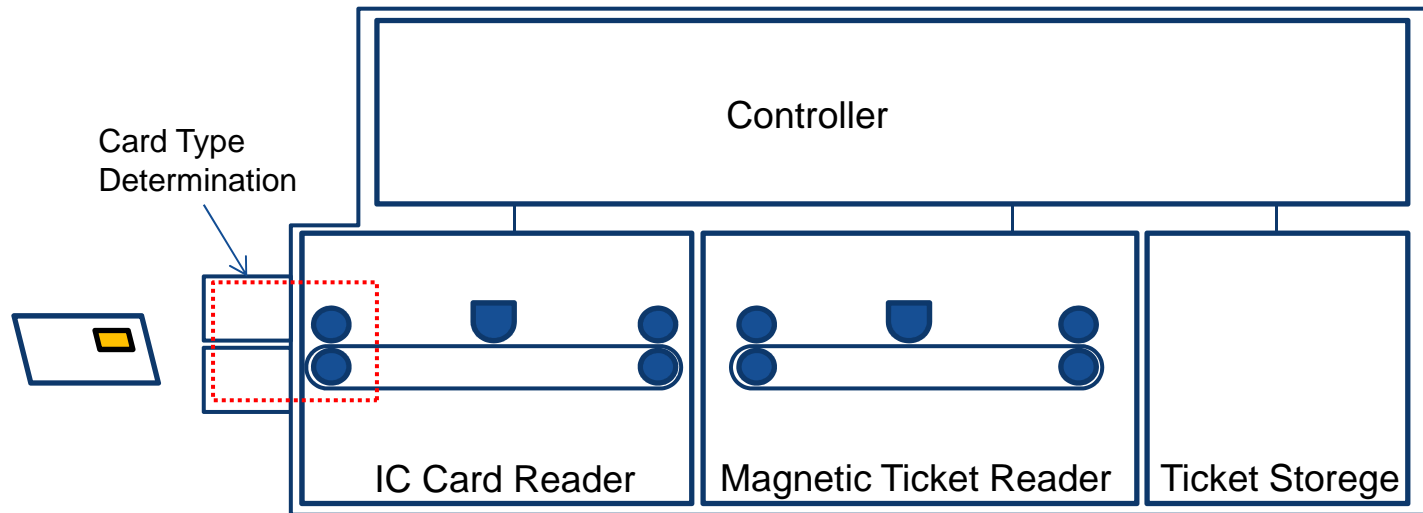 Controller
Card Type
Determination
IC Card Reader
Magnetic Ticket Reader
Ticket Storege